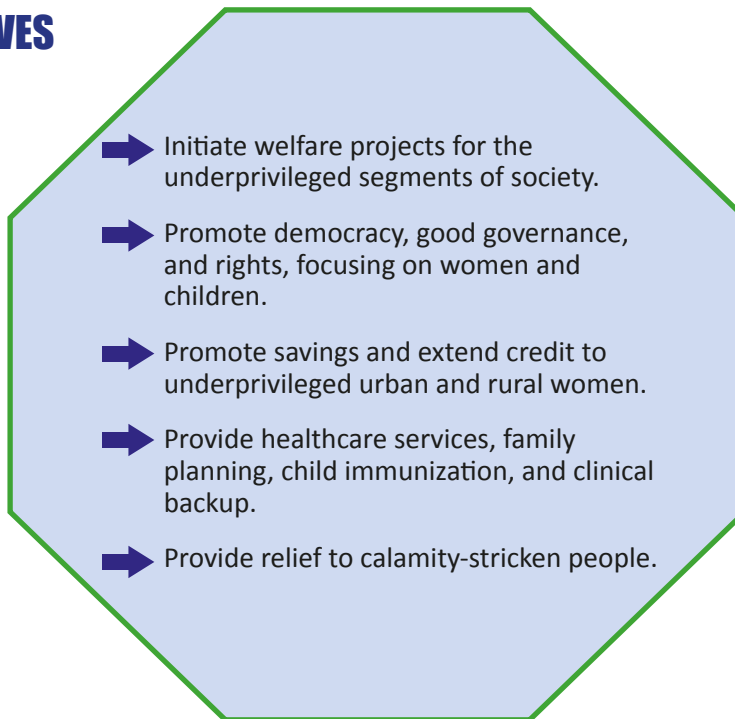 VES
Initiate welfare projects for the
underprivileged segments of society.
Promote democracy, good governance,
and rights, focusing on women and
children.
Promote savings and extend credit to
underprivileged urban and rural women.
Provide healthcare services, family
planning, child immunization, and clinical
backup.
Provide relief to calamity-stricken people.